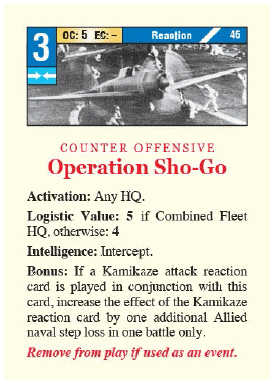 3
OC: 5 EC: –
Reaction
46
COUNTER OFFENSIVE
Operation Sho-Go
Activation: Any HQ.
Logistic Value: 5 if Combined Fleet
HQ, otherwise: 4
Intelligence: Intercept.
Bonus: If a Kamikaze attack reaction
card is played in conjunction with this
card, increase the effect of the Kamikaze
reaction card by one additional Allied
naval step loss in one battle only.
Remove from play if used as an event.